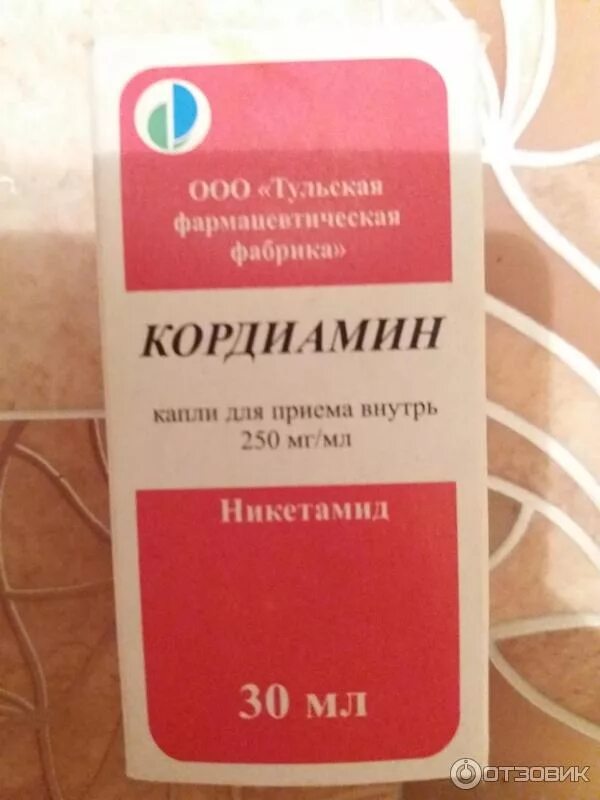 ООО «Тульская
фармацевтическая
фабрика»
КОРДИАМИН
капли для приема внутрь
250 мг/мл
Никетамид
30 мл
ОТЗОВИК